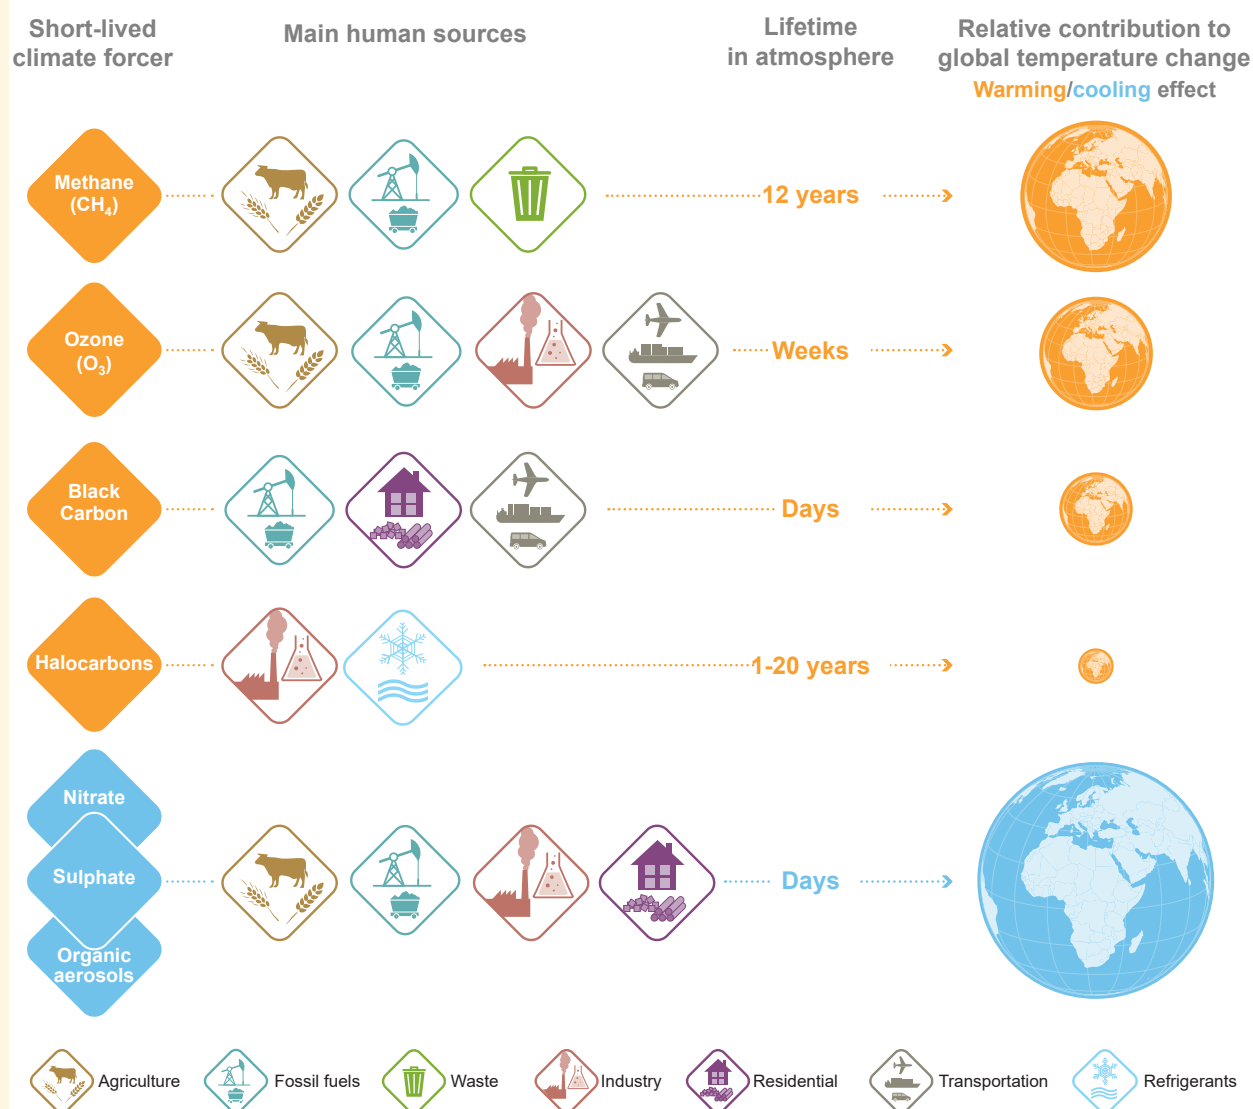 Short-lived
climate forcer
Main human sources
Lifetime
in atmosphere
Relative contribution to
global temperature change
Warming/cooling effect
Methane
(CH₄)
12 years
Ozone
(O₃)
Weeks
Black
Carbon
Days
Halocarbons
1-20 years
Nitrate
Sulphate
Organic
aerosols
Days
Agriculture
Fossil fuels
Waste
Industry
Residential
Transportation
Refrigerants